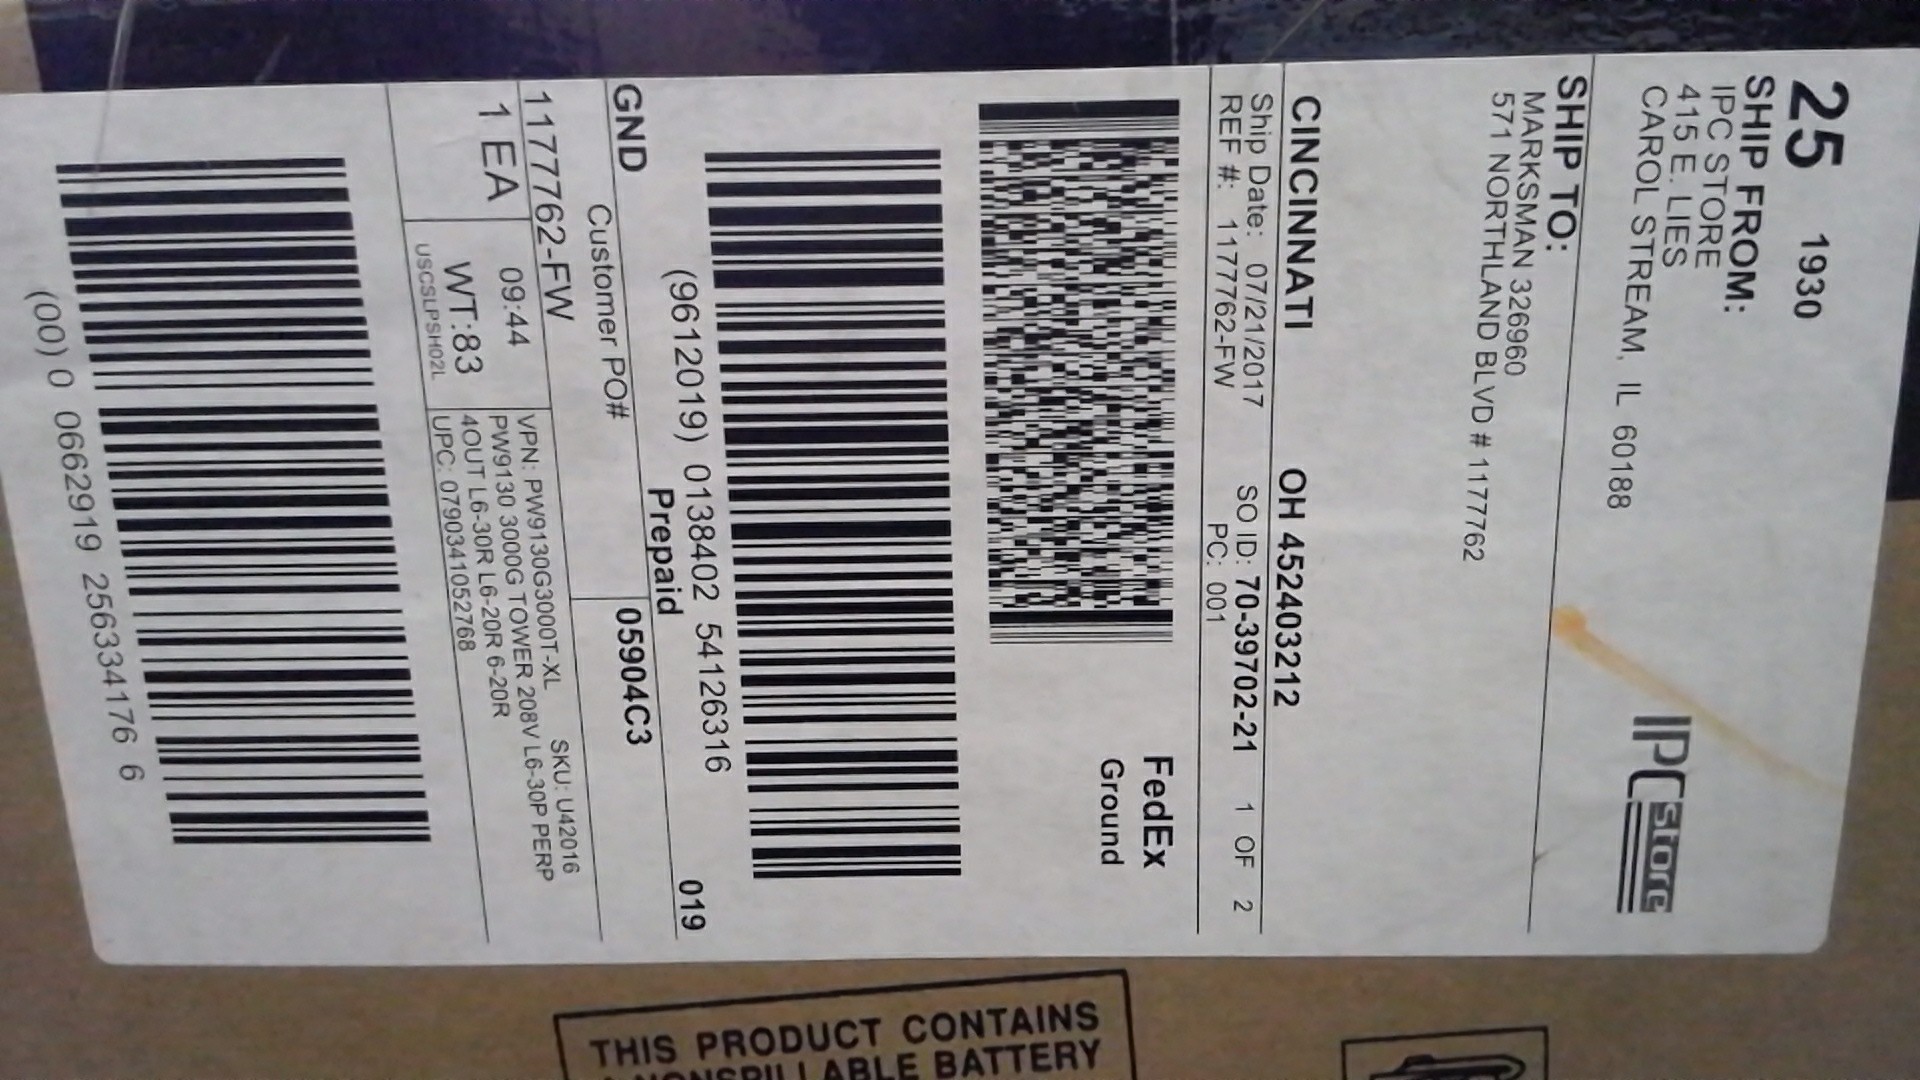 25 1930
SHIP FROM:
IPC STORE
415 E. LIES
CAROL STREAM, IL 60188
IPC store
SHIP TO:
MARKSMAN 326960
571 NORTHLAND BLVD # 1177762
CINCINNATI OH 452403212
Ship Date: 07/21/2017 SO ID: 70-39702-21 1 OF 2
REF #: 1177762-FW PC: 001
FedEx
Ground
(9612019) 0138402 54126316
019
Prepaid
GND
Customer PO# 05904C3
1177762-FW
SKU: U42016
1 EA 09:44
WT:83
USCSLPSH02L
VPN: PW9130G3000T-XL
PW9130 3000G TOWER 208V L6-30P PERP
4OUT L6-30R L6-20R 6-20R
UPC: 0790341052768
(00) 0 0662919 256334176 6
THIS PRODUCT CONTAINS
NONSPILLABLE BATTERY